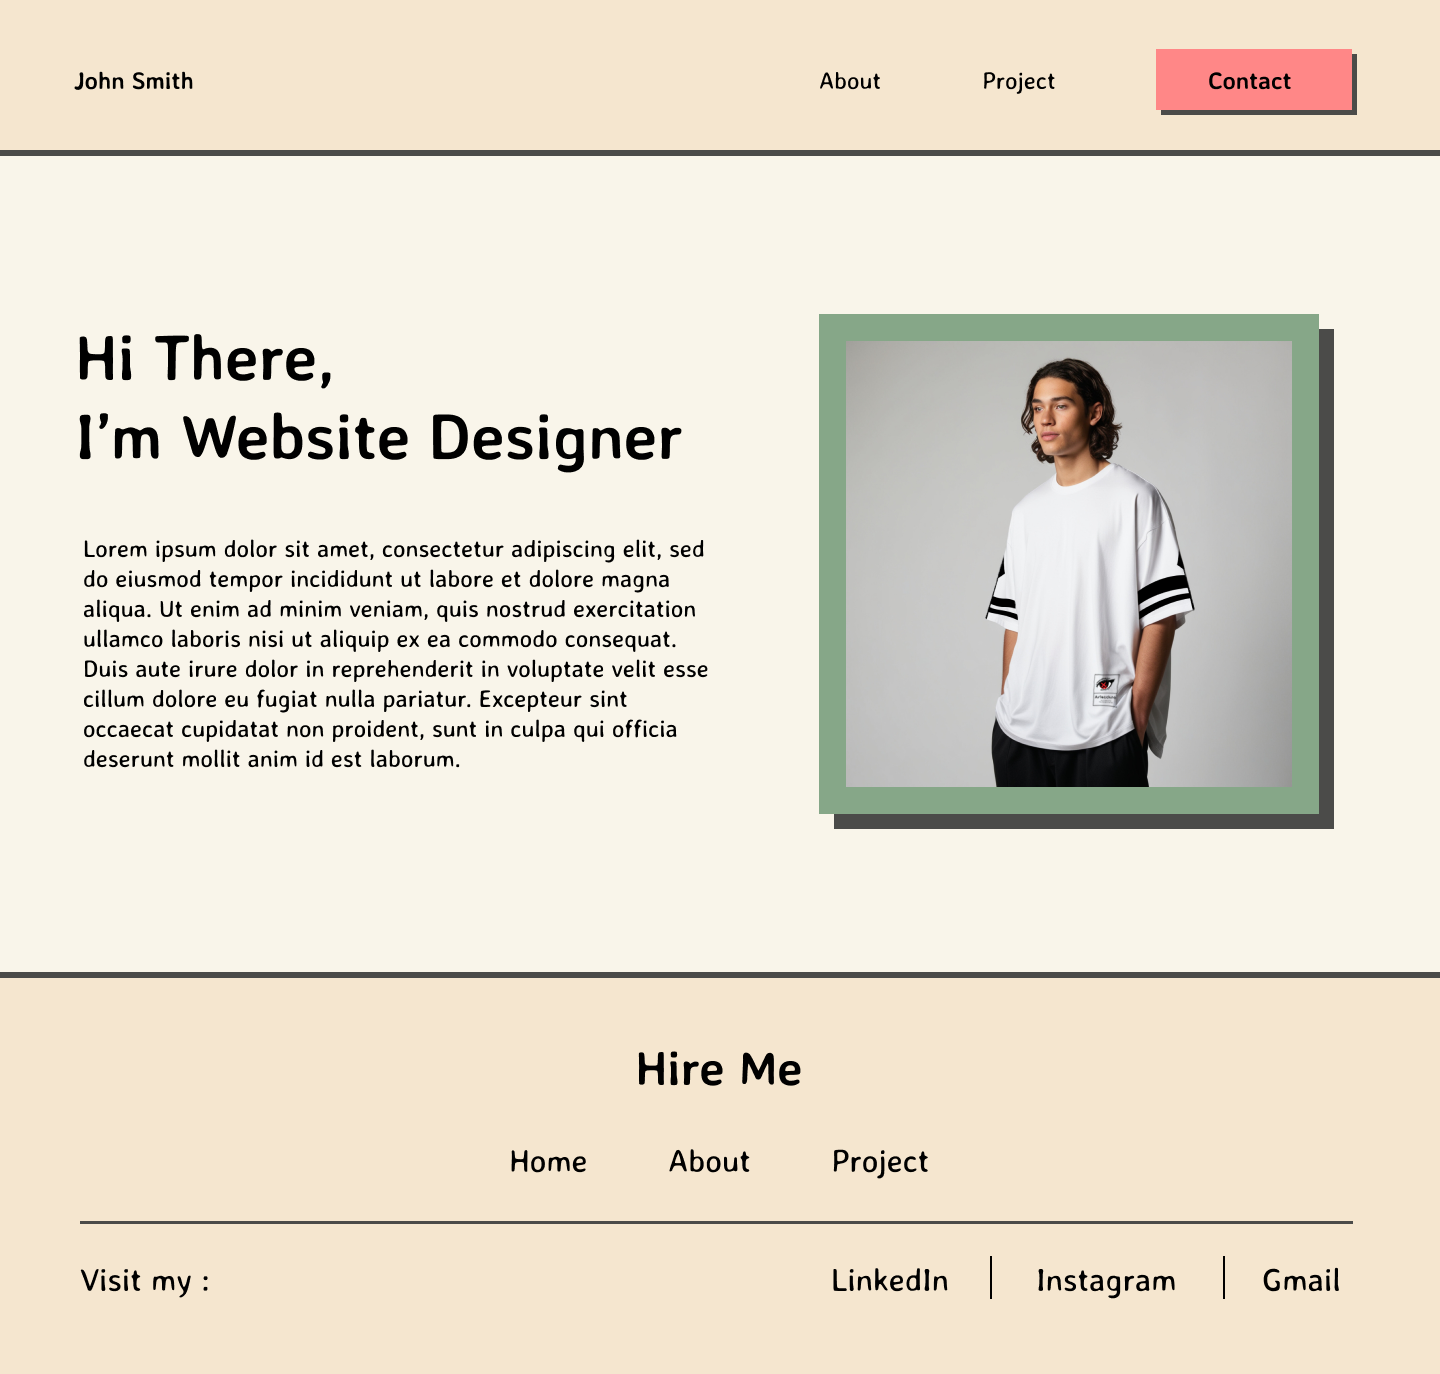 John Smith
About
Project
Contact
Hi There,
I’m Website Designer
Lorem ipsum dolor sit amet, consectetur adipiscing elit, sed
do eiusmod tempor incididunt ut labore et dolore magna
aliqua. Ut enim ad minim veniam, quis nostrud exercitation
ullamco laboris nisi ut aliquip ex ea commodo consequat.
Duis aute irure dolor in reprehenderit in voluptate velit esse
cillum dolore eu fugiat nulla pariatur. Excepteur sint
occaecat cupidatat non proident, sunt in culpa qui officia
deserunt mollit anim id est laborum.
Hire Me
Home
About
Project
Visit my :
LinkedIn
Instagram
Gmail